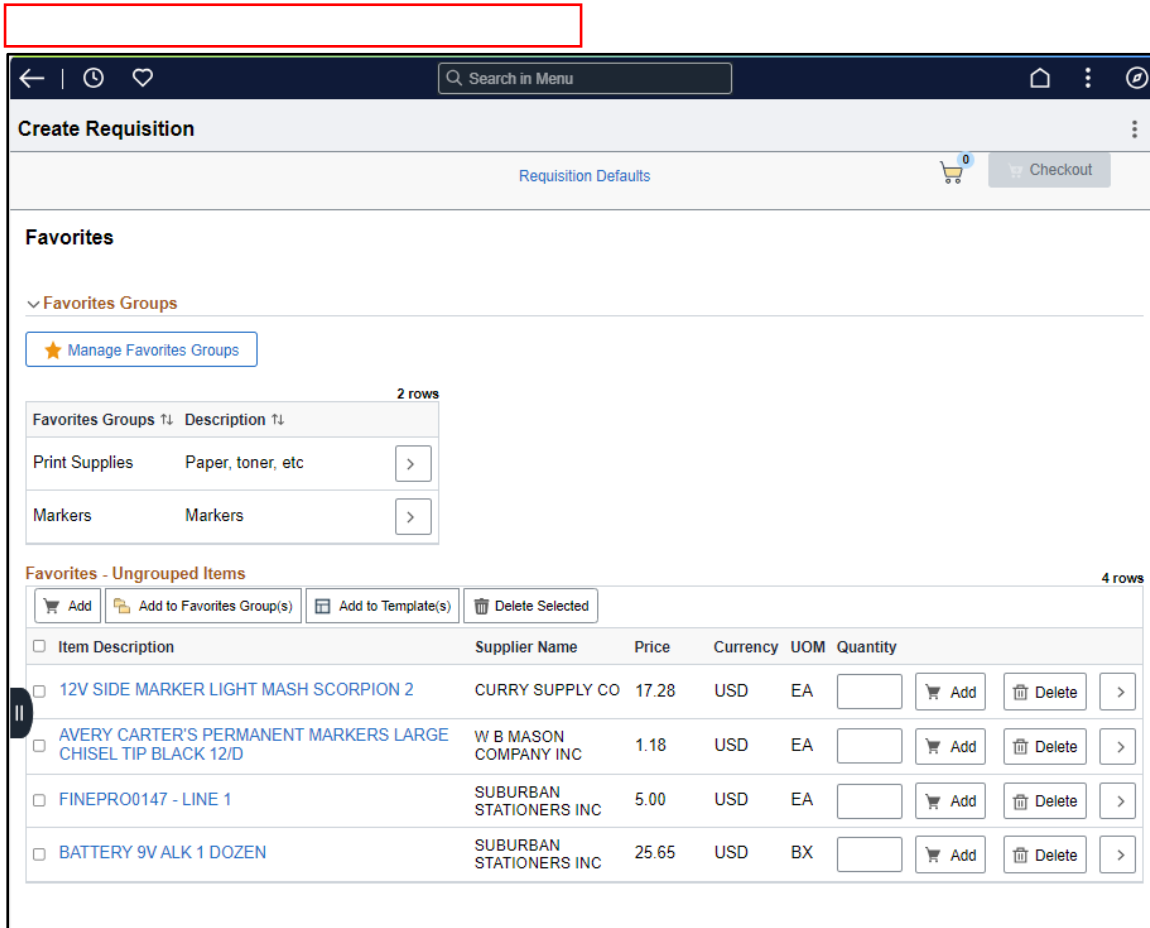 Search in Menu
Create Requisition
Requisition Defaults
0
Checkout
Favorites
Favorites Groups
Manage Favorites Groups
2 rows
Favorites Groups Description
Print Supplies Paper, toner, etc
Markers Markers
Favorites - Ungrouped Items
4 rows
Add Add to Favorites Group(s) Add to Template(s) Delete Selected
Item Description Supplier Name Price Currency UOM Quantity
12V SIDE MARKER LIGHT MASH SCORPION 2 CURRY SUPPLY CO 17.28 USD EA Add Delete
AVERY CARTER'S PERMANENT MARKERS LARGE
CHISEL TIP BLACK 12/D
W B MASON
COMPANY INC
1.18 USD EA Add Delete
FINEPRO0147 - LINE 1
SUBURBAN
STATIONERS INC
5.00 USD EA Add Delete
BATTERY 9V ALK 1 DOZEN
SUBURBAN
STATIONERS INC
25.65 USD BX Add Delete